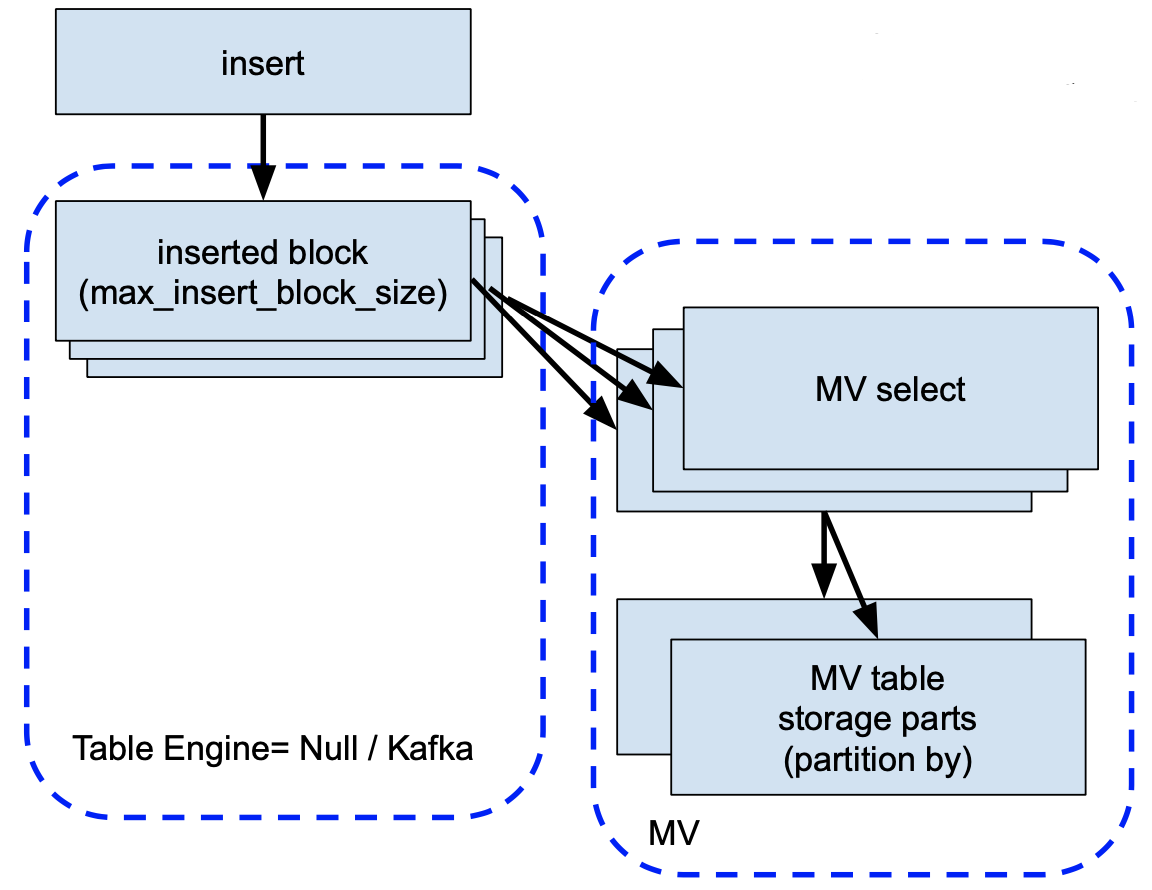 insert
inserted block
(max_insert_block_size)
MV select
MV table
storage parts
(partition by)
Table Engine= Null / Kafka
MV